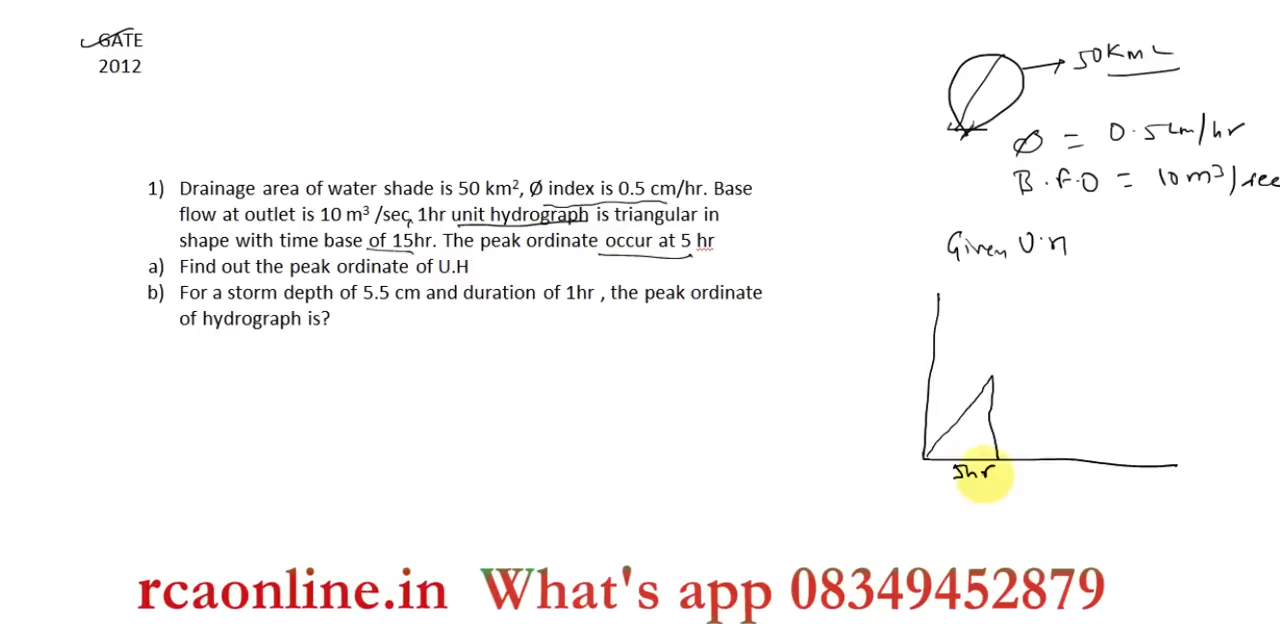 GATE
2012
50Km2
Ø = 0.5cm/hr
B.F.O = 10m3/sec
1) Drainage area of water shade is 50 km², Ø index is 0.5 cm/hr. Base
flow at outlet is 10 m³ /sec, 1hr unit hydrograph is triangular in
shape with time base of 15hr. The peak ordinate occur at 5 hr
a) Find out the peak ordinate of U.H
b) For a storm depth of 5.5 cm and duration of 1hr , the peak ordinate
of hydrograph is?
Given U.H
5hr
rcaonline.in What's app 08349452879